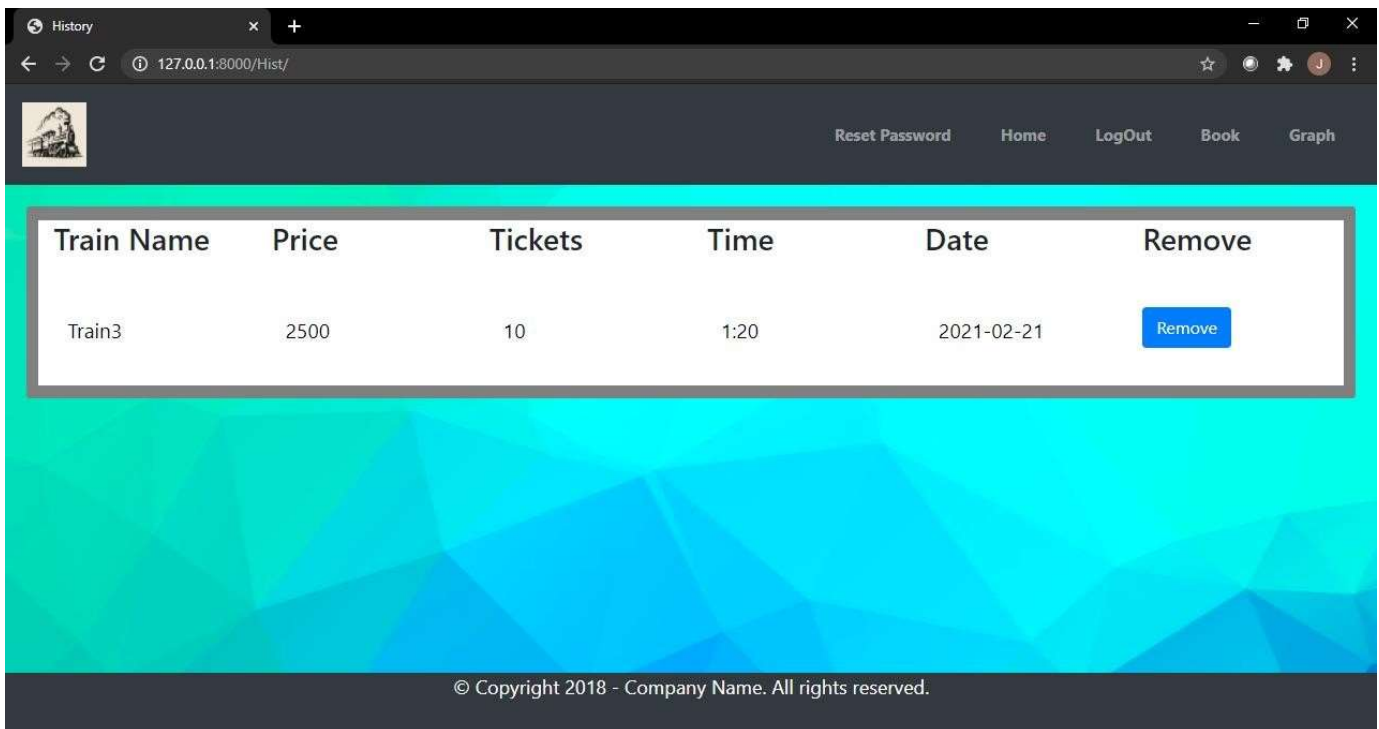 History
127.0.0.1:8000/Hist/
J
Reset Password Home LogOut Book Graph
Train Name Price Tickets Time Date Remove
Train3 2500 10 1:20 2021-02-21 Remove
© Copyright 2018 - Company Name. All rights reserved.